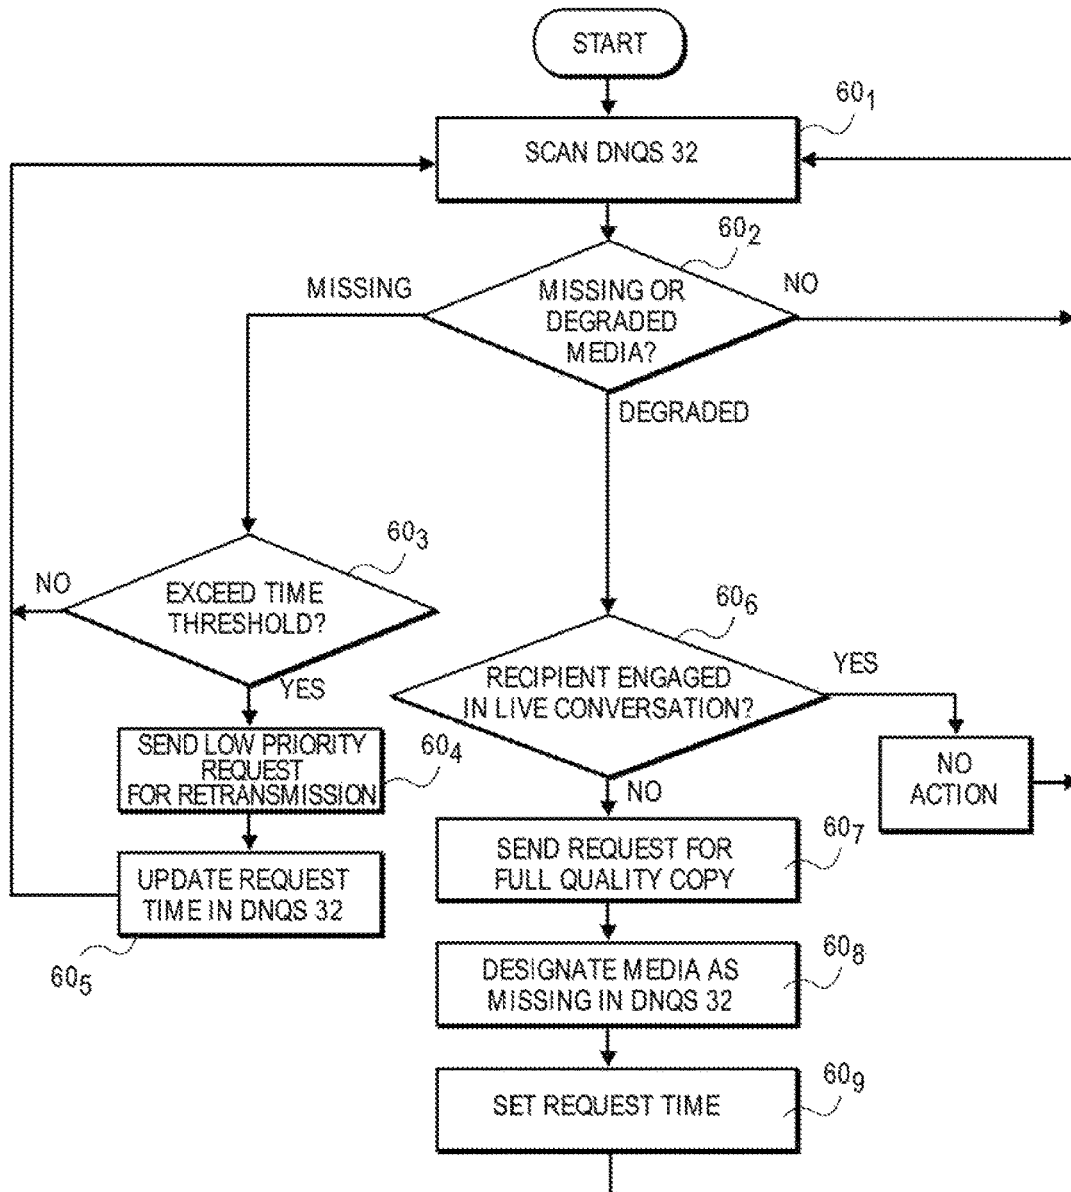 START
60₁
SCAN DNQS 32
60₂
MISSING
MISSING OR
DEGRADED
MEDIA?
NO
DEGRADED
60₃
NO
EXCEED TIME
THRESHOLD?
YES
60₆
RECIPIENT ENGAGED
IN LIVE CONVERSATION?
YES
SEND LOW PRIORITY
REQUEST
FOR RETRANSMISSION
60₄
NO
NO
ACTION
UPDATE REQUEST
TIME IN DNQS 32
60₅
SEND REQUEST FOR
FULL QUALITY COPY
60₇
DESIGNATE MEDIA AS
MISSING IN DNQS 32
60₈
SET REQUEST TIME
60₉